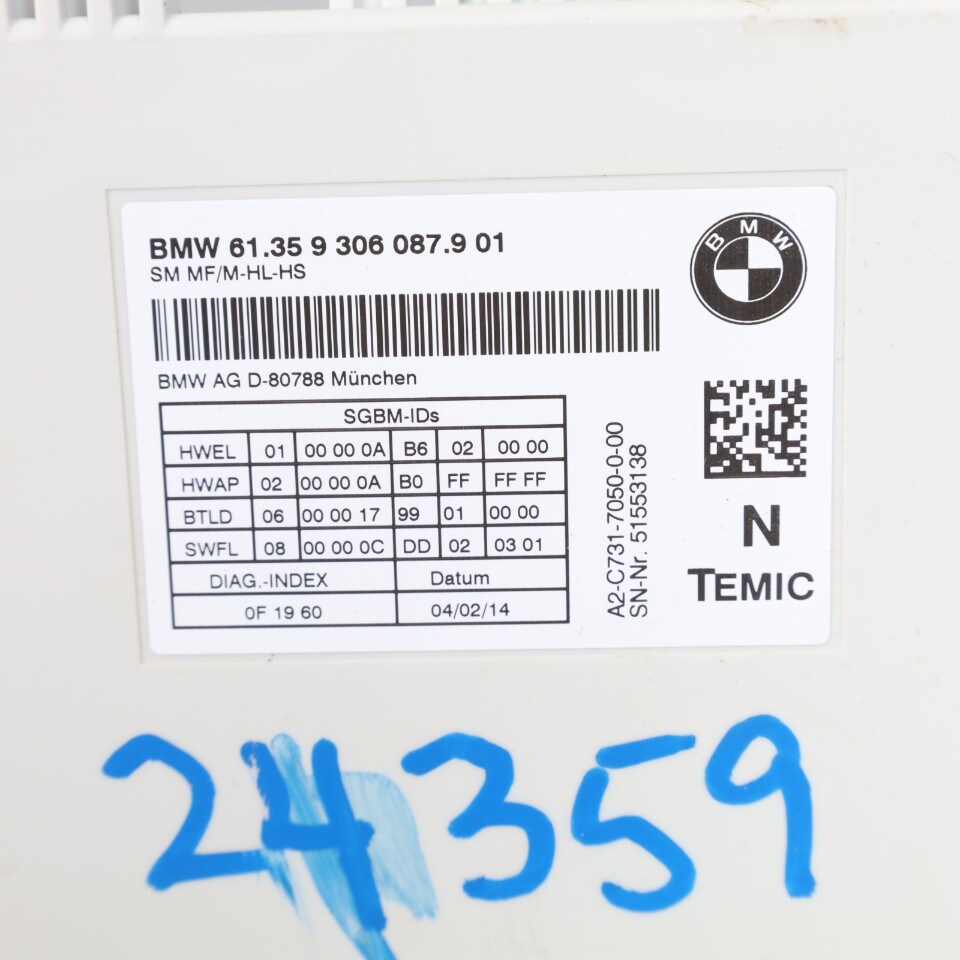 BMW 61.35 9 306 087.9 01
SM MF/M-HL-HS
BMW
BMW AG D-80788 München
SGBM-IDs
HWEL 01 00 00 0A B6 02 00 00
HWAP 02 00 00 0A B0 FF FF FF
BTLD 06 00 00 17 99 01 00 00
SWFL 08 00 00 0C DD 02 03 01
DIAG.-INDEX Datum
0F 19 60 04/02/14
A2-C731-7050-0-00
SN-Nr. 51553138
N
TEMIC
24359